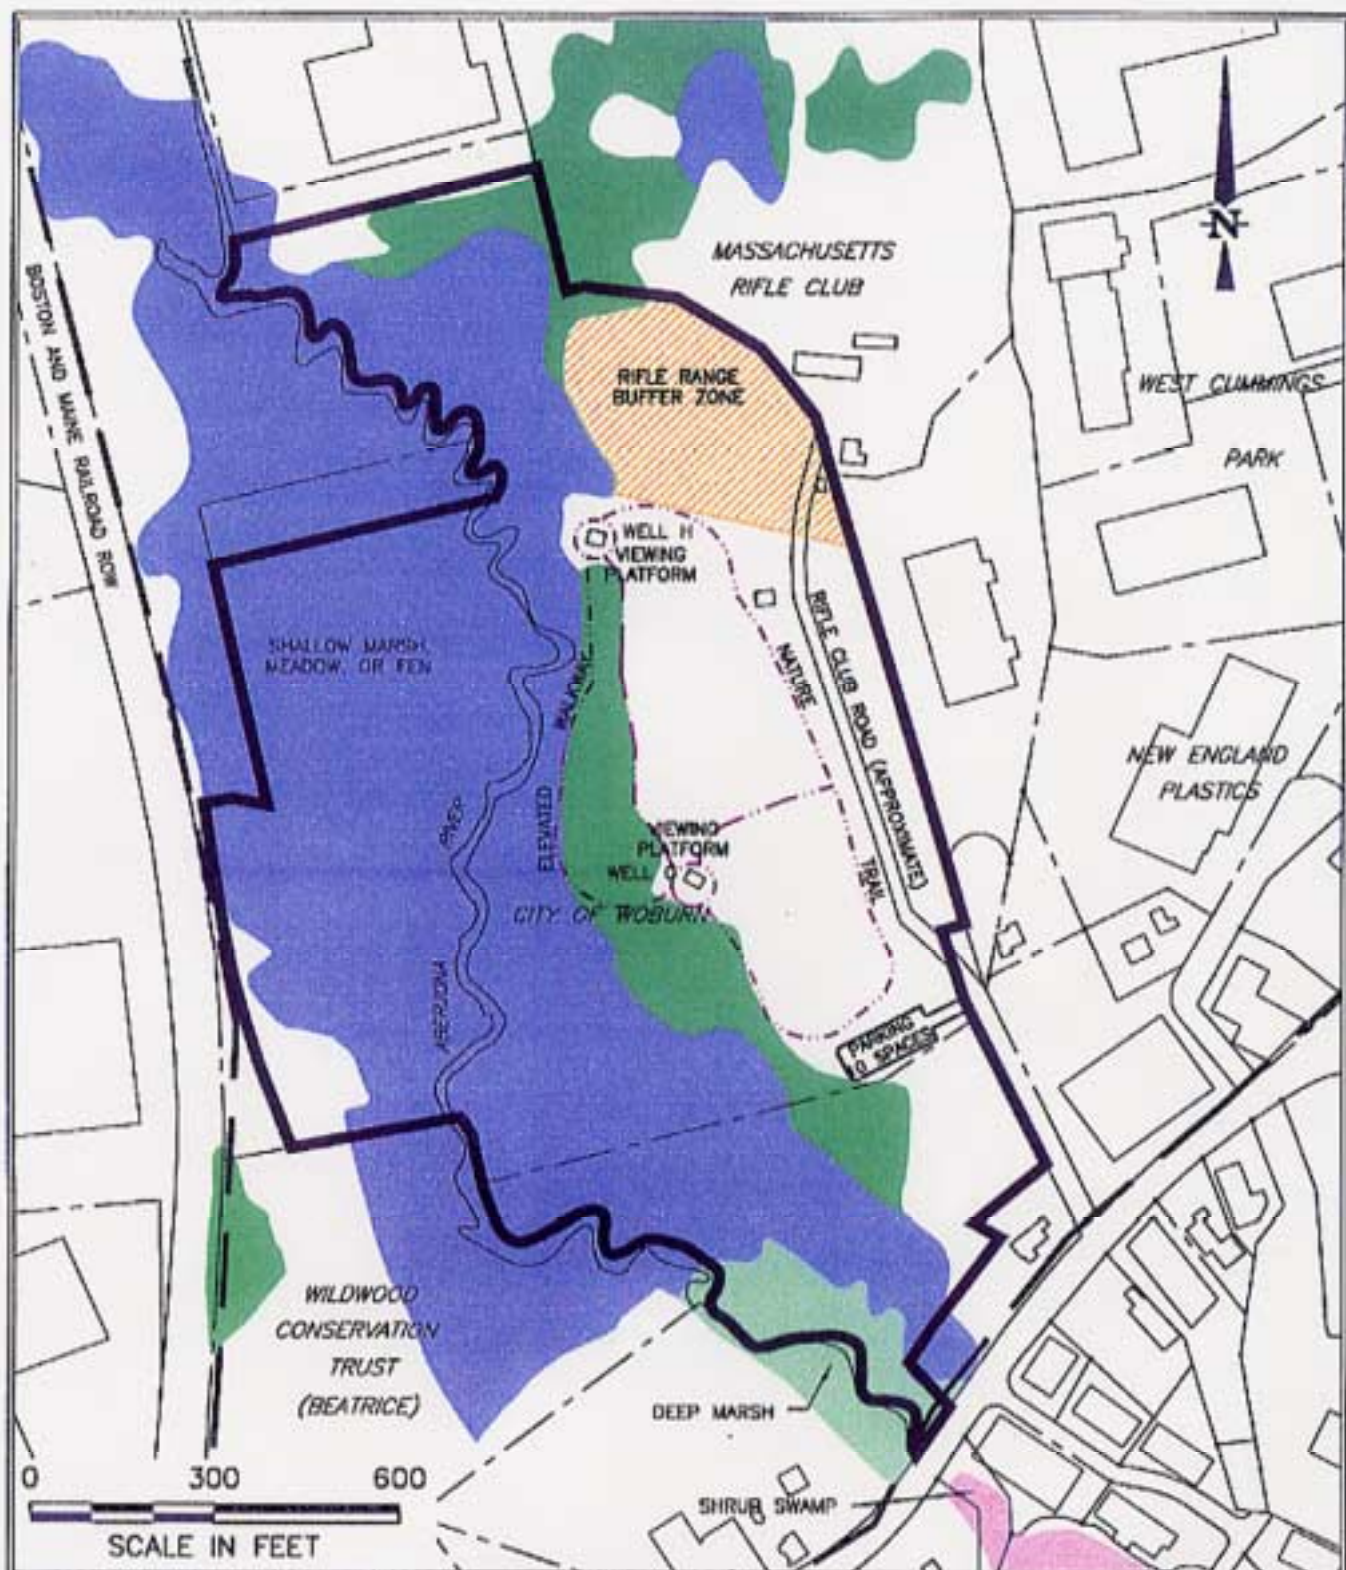 MASSACHUSETTS
RIFLE CLUB
N
BOSTON AND MAINE RAILROAD ROW
RIFLE RANGE
BUFFER ZONE
WEST CUMMINGS
PARK
WELL H
VIEWING
PLATFORM
SHALLOW MARSH,
MEADOW, OR FEN
ELEVATED WALKWAY
NATURE TRAIL
RIFLE CLUB ROAD (APPROXIMATE)
NEW ENGLAND
PLASTICS
VIEWING
PLATFORM
WELL G
CITY OF WOBURN
ABERJONA RIVER
PARKING
10 SPACES
WILDWOOD
CONSERVATION
TRUST
(BEATRICE)
DEEP MARSH
SHRUB SWAMP
0 300 600
SCALE IN FEET